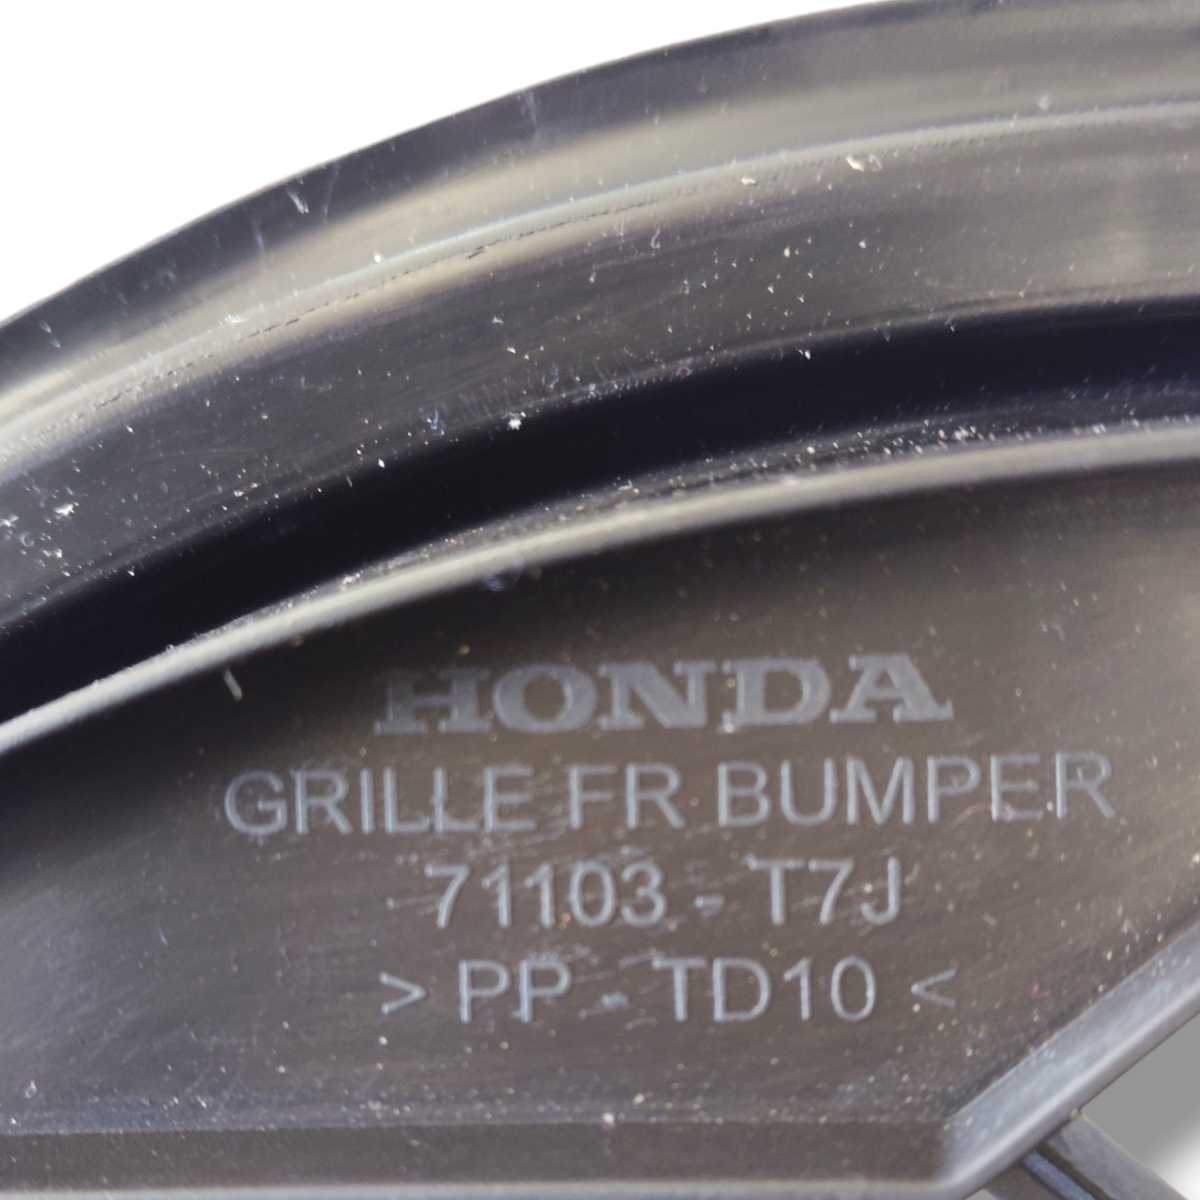 HONDA
GRILLE FR BUMPER
71103 - T7J
> PP - TD10 <